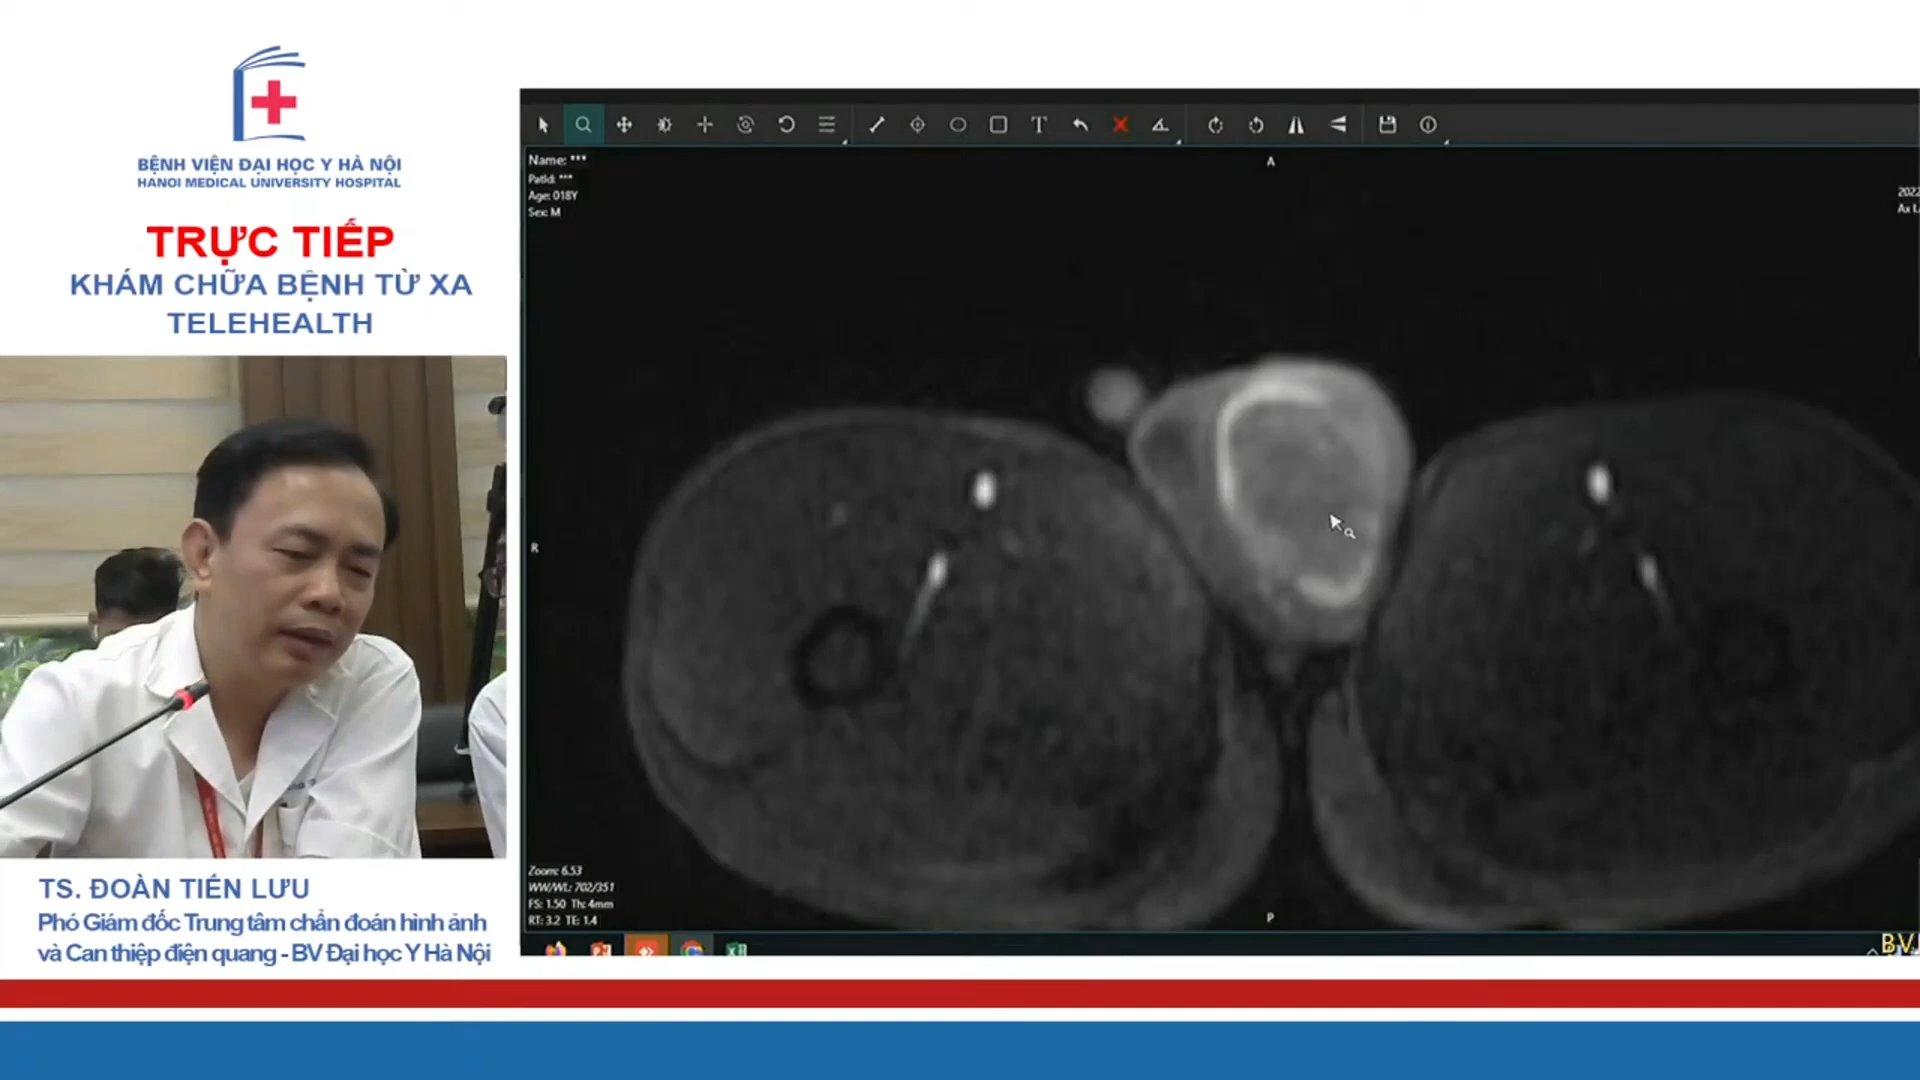 BỆNH VIỆN ĐẠI HỌC Y HÀ NỘI
HANOI MEDICAL UNIVERSITY HOSPITAL
TRỰC TIẾP
KHÁM CHỮA BỆNH TỪ XA
TELEHEALTH
TS. ĐOÀN TIẾN LƯU
Phó Giám đốc Trung tâm chẩn đoán hình ảnh
và Can thiệp điện quang - BV Đại học Y Hà Nội
Name: ***
PatId: ***
Age: 018Y
Sex: M
A
2022
Ax L
R
Zoom: 6.53
WW/WL: 702/351
FS: 1.50 Th: 4mm
RT: 3.2 TE: 1.4
P
BV